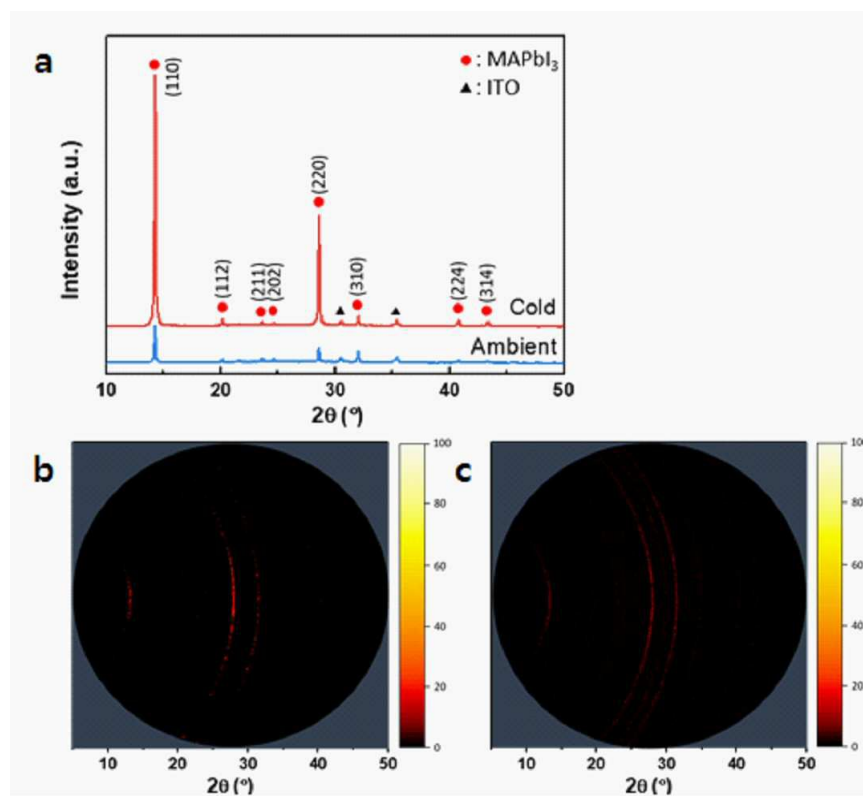 a
● : MAPbI₃
▲ : ITO
(110)
(112)
(211)
(202)
(220)
(310)
(224)
(314)
Cold
Ambient
Intensity (a.u.)
10 20 30 40 50
2θ (°)
b
100
80
60
40
20
0
10 20 30 40 50
2θ (°)
c
100
80
60
40
20
0
10 20 30 40 50
2θ (°)